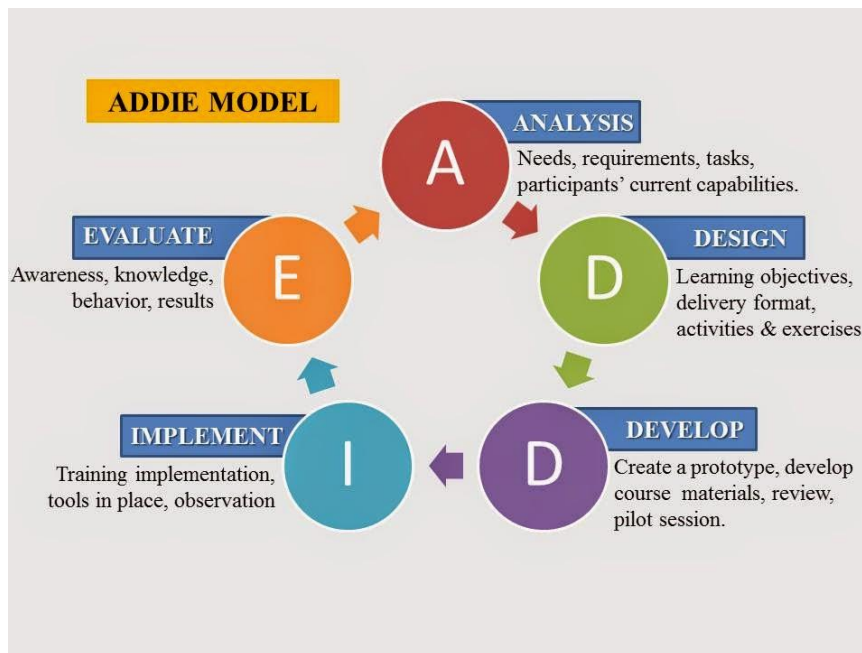 ADDIE MODEL
A
ANALYSIS
Needs, requirements, tasks,
participants’ current capabilities.
D
DESIGN
Learning objectives,
delivery format,
activities & exercises
D
DEVELOP
Create a prototype, develop
course materials, review,
pilot session.
I
IMPLEMENT
Training implementation,
tools in place, observation
E
EVALUATE
Awareness, knowledge,
behavior, results